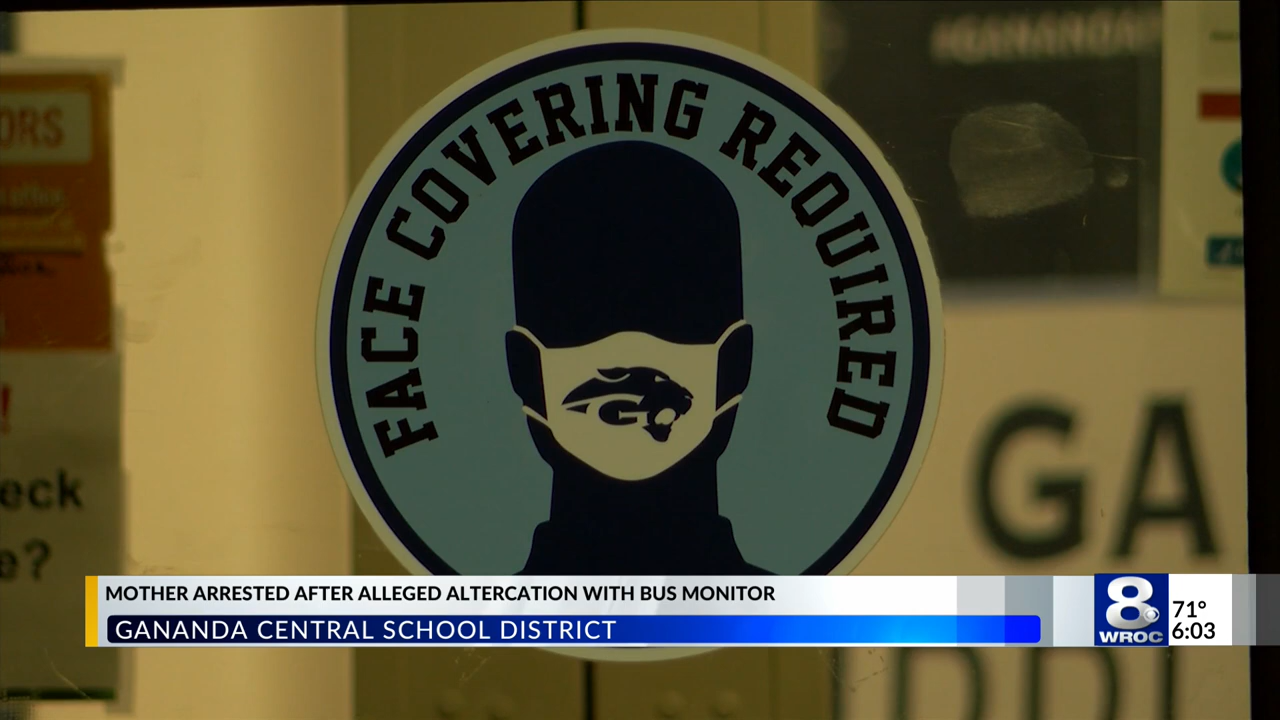 FACE COVERING REQUIRED
G
ORS
!
eck
e?
GA
MOTHER ARRESTED AFTER ALLEGED ALTERCATION WITH BUS MONITOR
GANANDA CENTRAL SCHOOL DISTRICT
8
WROC
71°
6:03